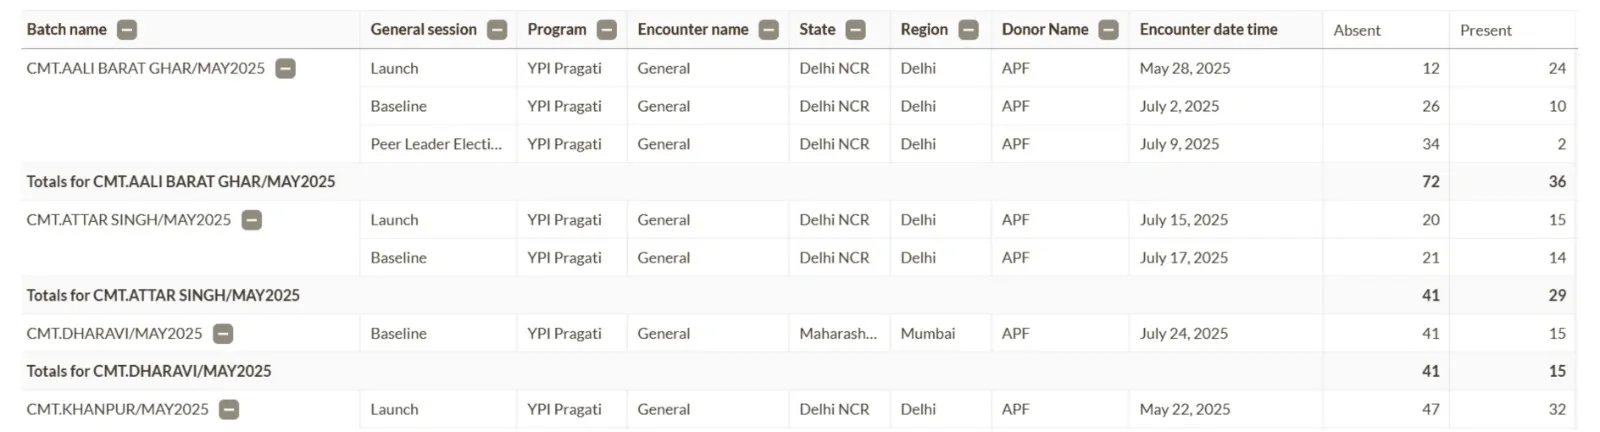 Batch name General session Program Encounter name State Region Donor Name Encounter date time Absent Present
CMT.AALI BARAT GHAR/MAY2025 Launch YPI Pragati General Delhi NCR Delhi APF May 28, 2025 12 24
Baseline YPI Pragati General Delhi NCR Delhi APF July 2, 2025 26 10
Peer Leader Electi... YPI Pragati General Delhi NCR Delhi APF July 9, 2025 34 2
Totals for CMT.AALI BARAT GHAR/MAY2025 72 36
CMT.ATTAR SINGH/MAY2025 Launch YPI Pragati General Delhi NCR Delhi APF July 15, 2025 20 15
Baseline YPI Pragati General Delhi NCR Delhi APF July 17, 2025 21 14
Totals for CMT.ATTAR SINGH/MAY2025 41 29
CMT.DHARAVI/MAY2025 Baseline YPI Pragati General Maharash... Mumbai APF July 24, 2025 41 15
Totals for CMT.DHARAVI/MAY2025 41 15
CMT.KHANPUR/MAY2025 Launch YPI Pragati General Delhi NCR Delhi APF May 22, 2025 47 32